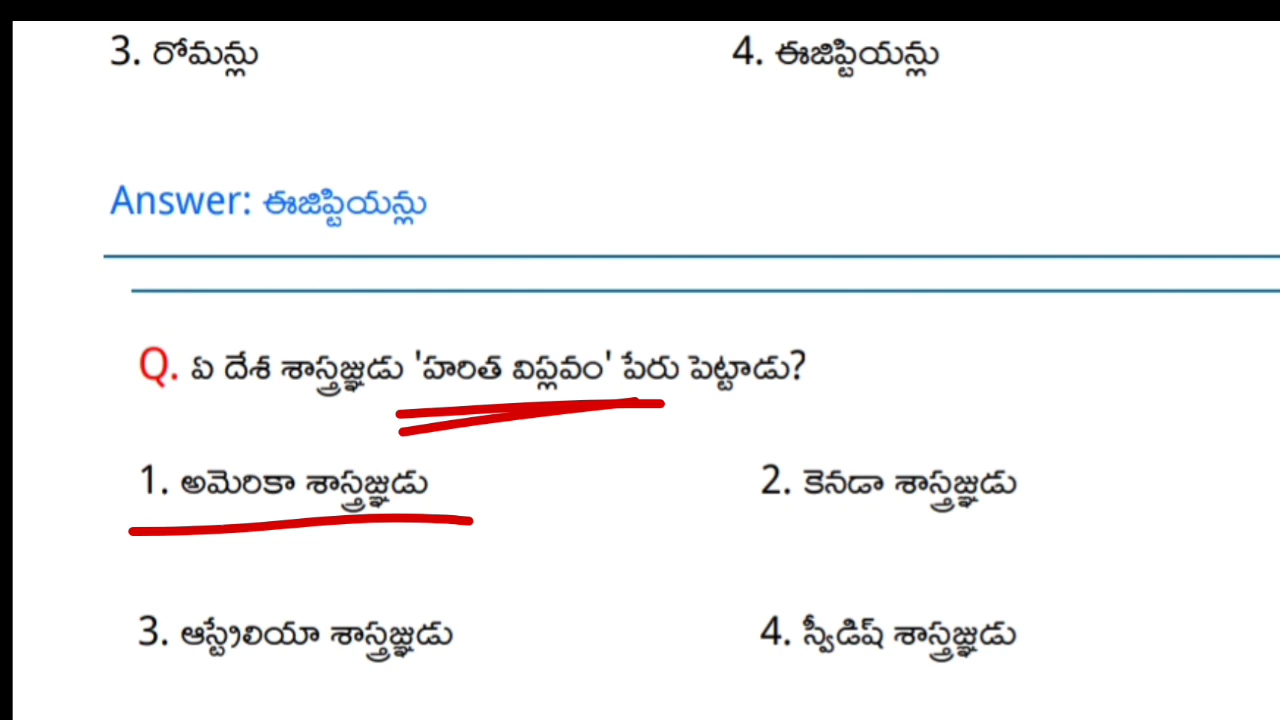 3. రోమన్లు 4. ఈజిప్టియన్లు
Answer: ఈజిప్టియన్లు
Q. ఏ దేశ శాస్త్రజ్ఞుడు 'హరిత విప్లవం' పేరు పెట్టాడు?
1. అమెరికా శాస్త్రజ్ఞుడు 2. కెనడా శాస్త్రజ్ఞుడు
3. ఆస్ట్రేలియా శాస్త్రజ్ఞుడు 4. స్వీడిష్ శాస్త్రజ్ఞుడు